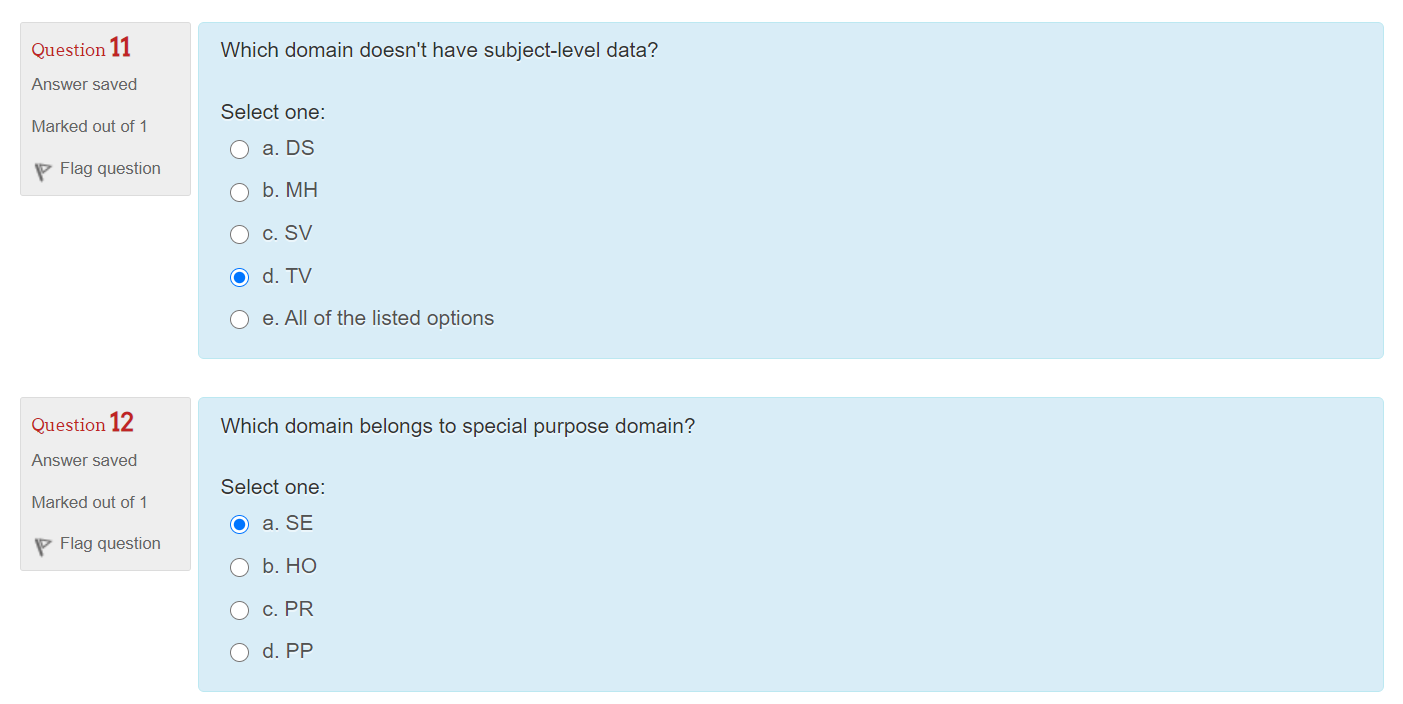 Question 11
Answer saved
Marked out of 1
Flag question
Which domain doesn't have subject-level data?
Select one:
a. DS
b. MH
c. SV
d. TV
e. All of the listed options
Question 12
Answer saved
Marked out of 1
Flag question
Which domain belongs to special purpose domain?
Select one:
a. SE
b. HO
c. PR
d. PP